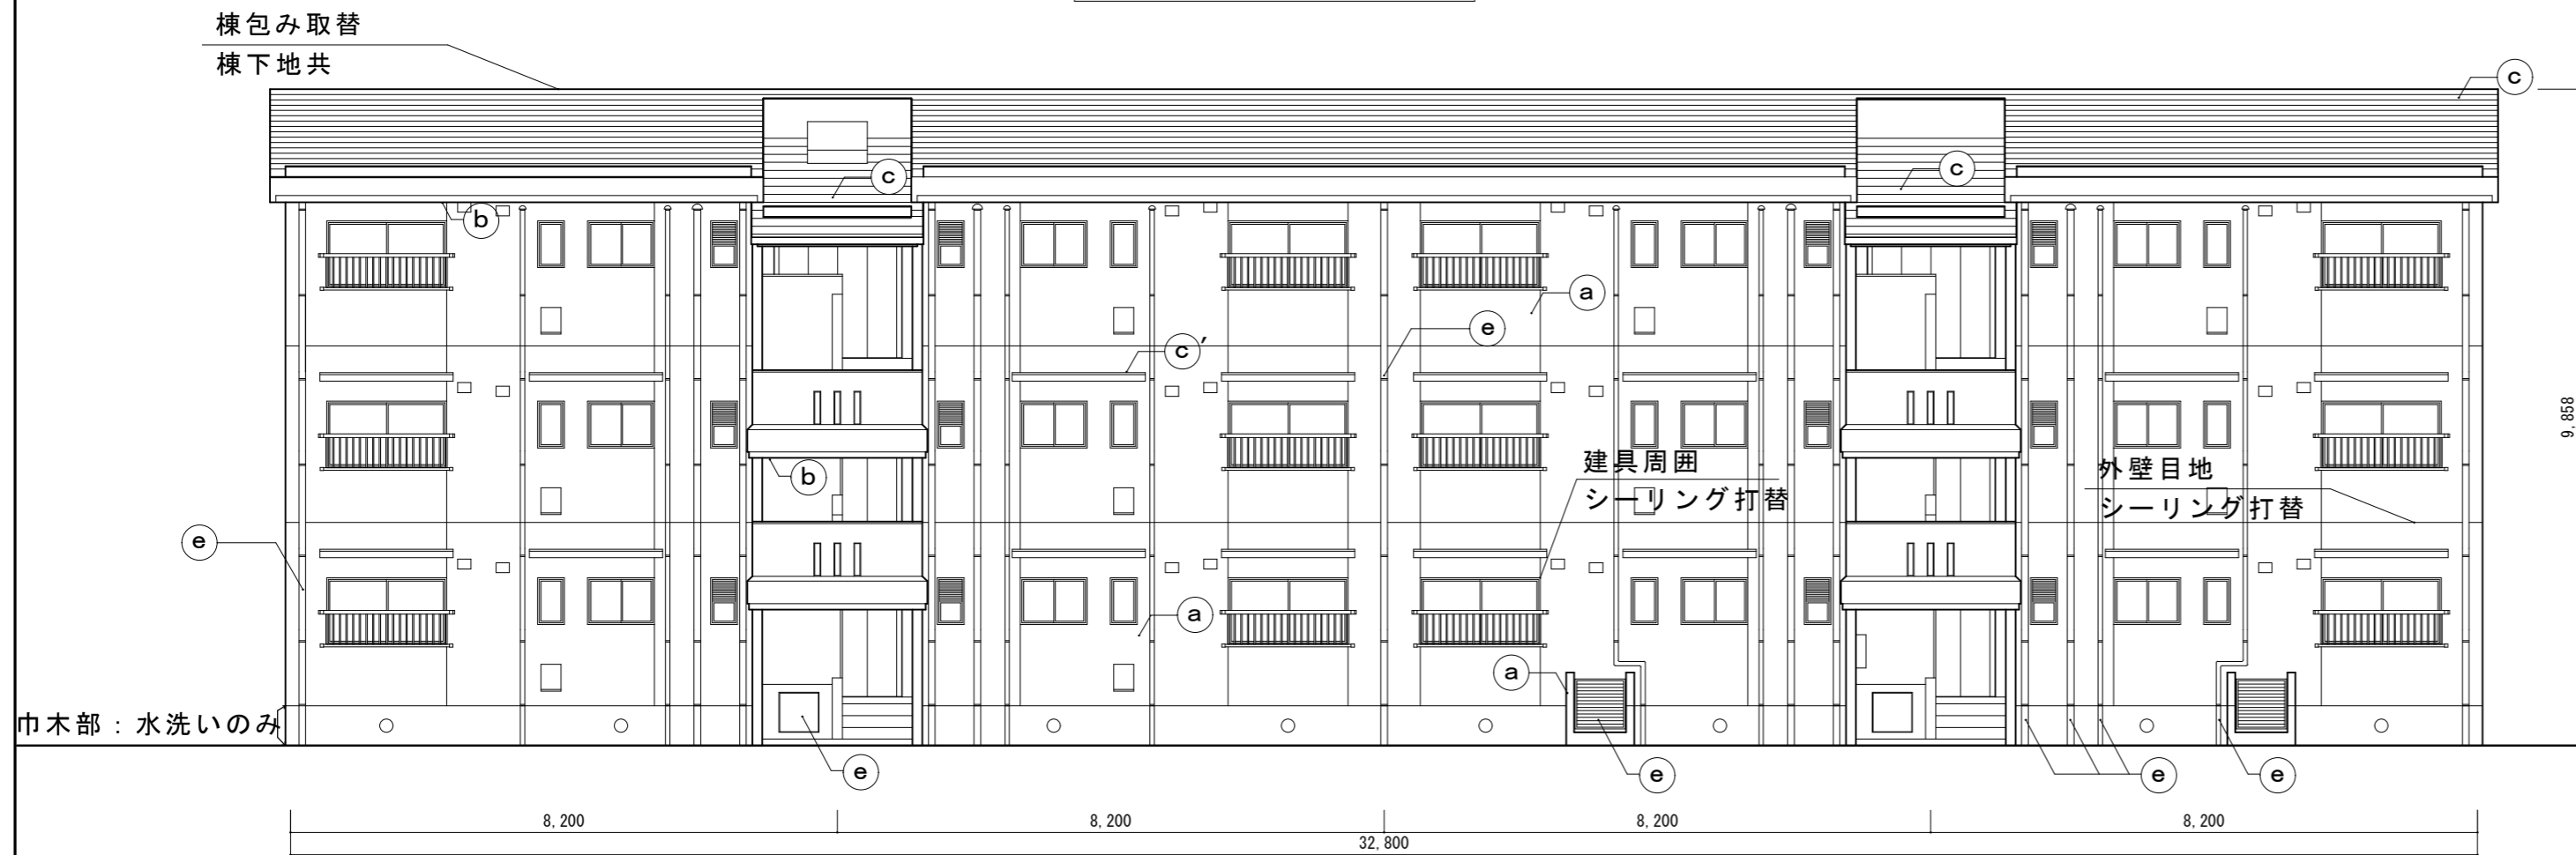 棟包み取替
棟下地共
c
c
c
b
a
e
c′
9,858
建具周囲
シーリング打替
外壁目地
シーリング打替
b
e
a
a
巾木部：水洗いのみ
e
e
e
e
8,200
8,200
8,200
8,200
32,800